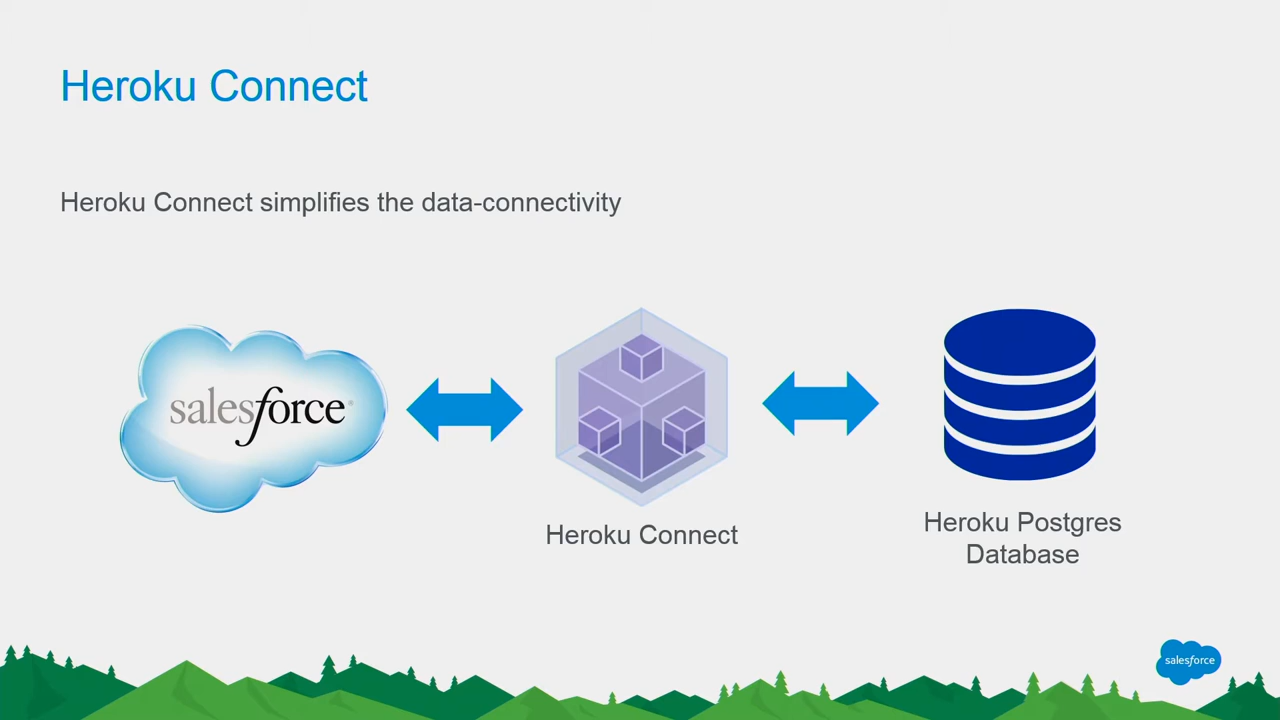 Heroku Connect
Heroku Connect simplifies the data-connectivity
salesforce
Heroku Connect
Heroku Postgres
Database
salesforce